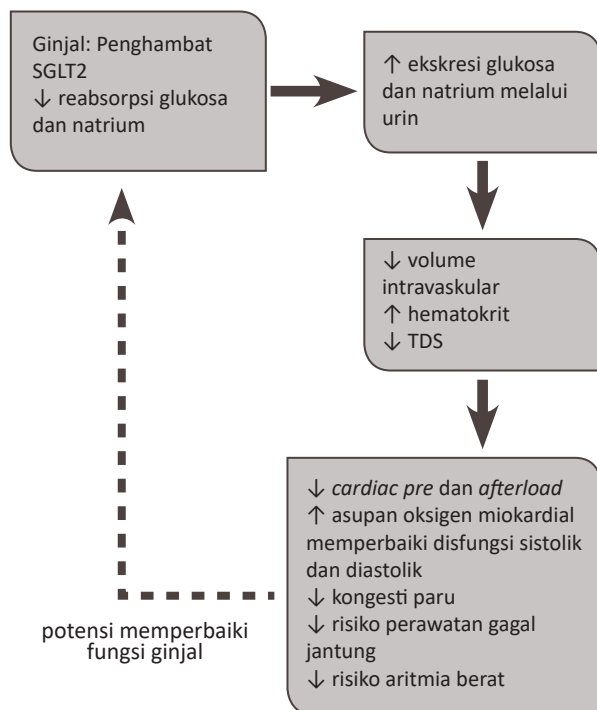 Ginjal: Penghambat
SGLT2
↓ reabsorpsi glukosa
dan natrium
↑ ekskresi glukosa
dan natrium melalui
urin
↓ volume
intravaskular
↑ hematokrit
↓ TDS
↓ cardiac pre dan afterload
↑ asupan oksigen miokardial
memperbaiki disfungsi sistolik
dan diastolik
↓ kongesti paru
↓ risiko perawatan gagal
jantung
↓ risiko aritmia berat
potensi memperbaiki
fungsi ginjal